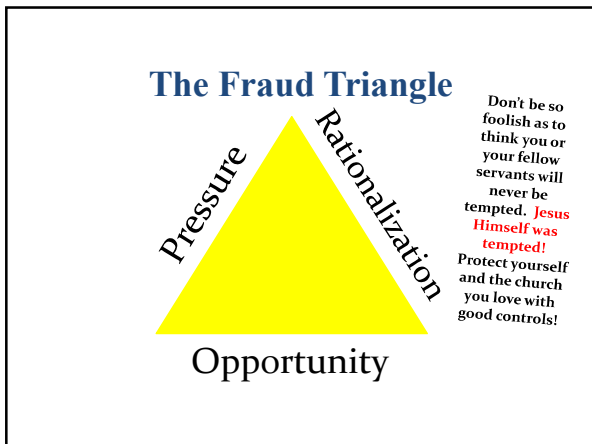 The Fraud Triangle
Pressure
Rationalization
Opportunity
Don't be so
foolish as to
think you or
your fellow
servants will
never be
tempted. Jesus
Himself was
tempted!
Protect yourself
and the church
you love with
good controls!